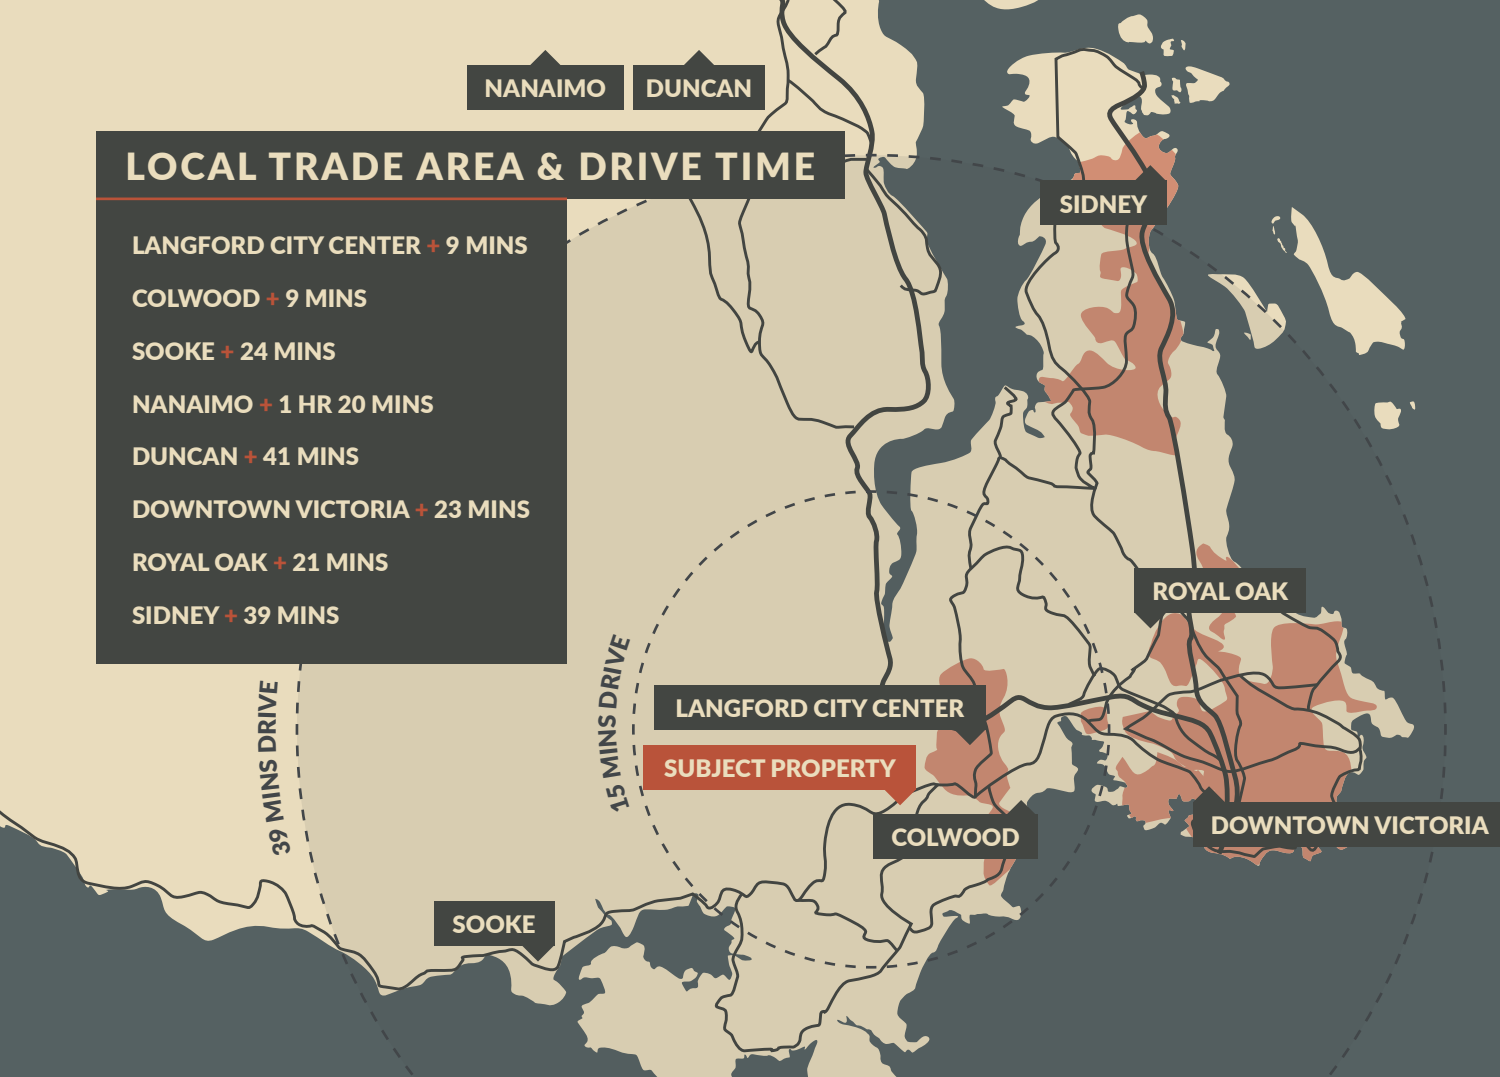 NANAIMO
DUNCAN
LOCAL TRADE AREA & DRIVE TIME
LANGFORD CITY CENTER + 9 MINS
COLWOOD + 9 MINS
SOOKE + 24 MINS
NANAIMO + 1 HR 20 MINS
DUNCAN + 41 MINS
DOWNTOWN VICTORIA + 23 MINS
ROYAL OAK + 21 MINS
SIDNEY + 39 MINS
SIDNEY
ROYAL OAK
39 MINS DRIVE
15 MINS DRIVE
LANGFORD CITY CENTER
SUBJECT PROPERTY
COLWOOD
DOWNTOWN VICTORIA
SOOKE